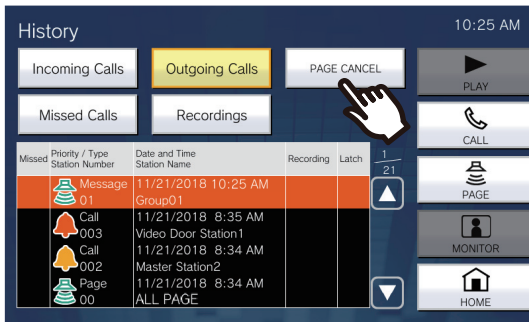 History
10:25 AM
Incoming Calls
Outgoing Calls
PAGE CANCEL
PLAY
Missed Calls
Recordings
CALL
Missed Priority / Type Date and Time Recording Latch
Station Number Station Name
1
21
Message 11/21/2018 10:25 AM
01 Group01
PAGE
Call 11/21/2018 8:35 AM
003 Video Door Station1
Call 11/21/2018 8:34 AM
002 Master Station2
MONITOR
Page 11/21/2018 8:34 AM
00 ALL PAGE
HOME